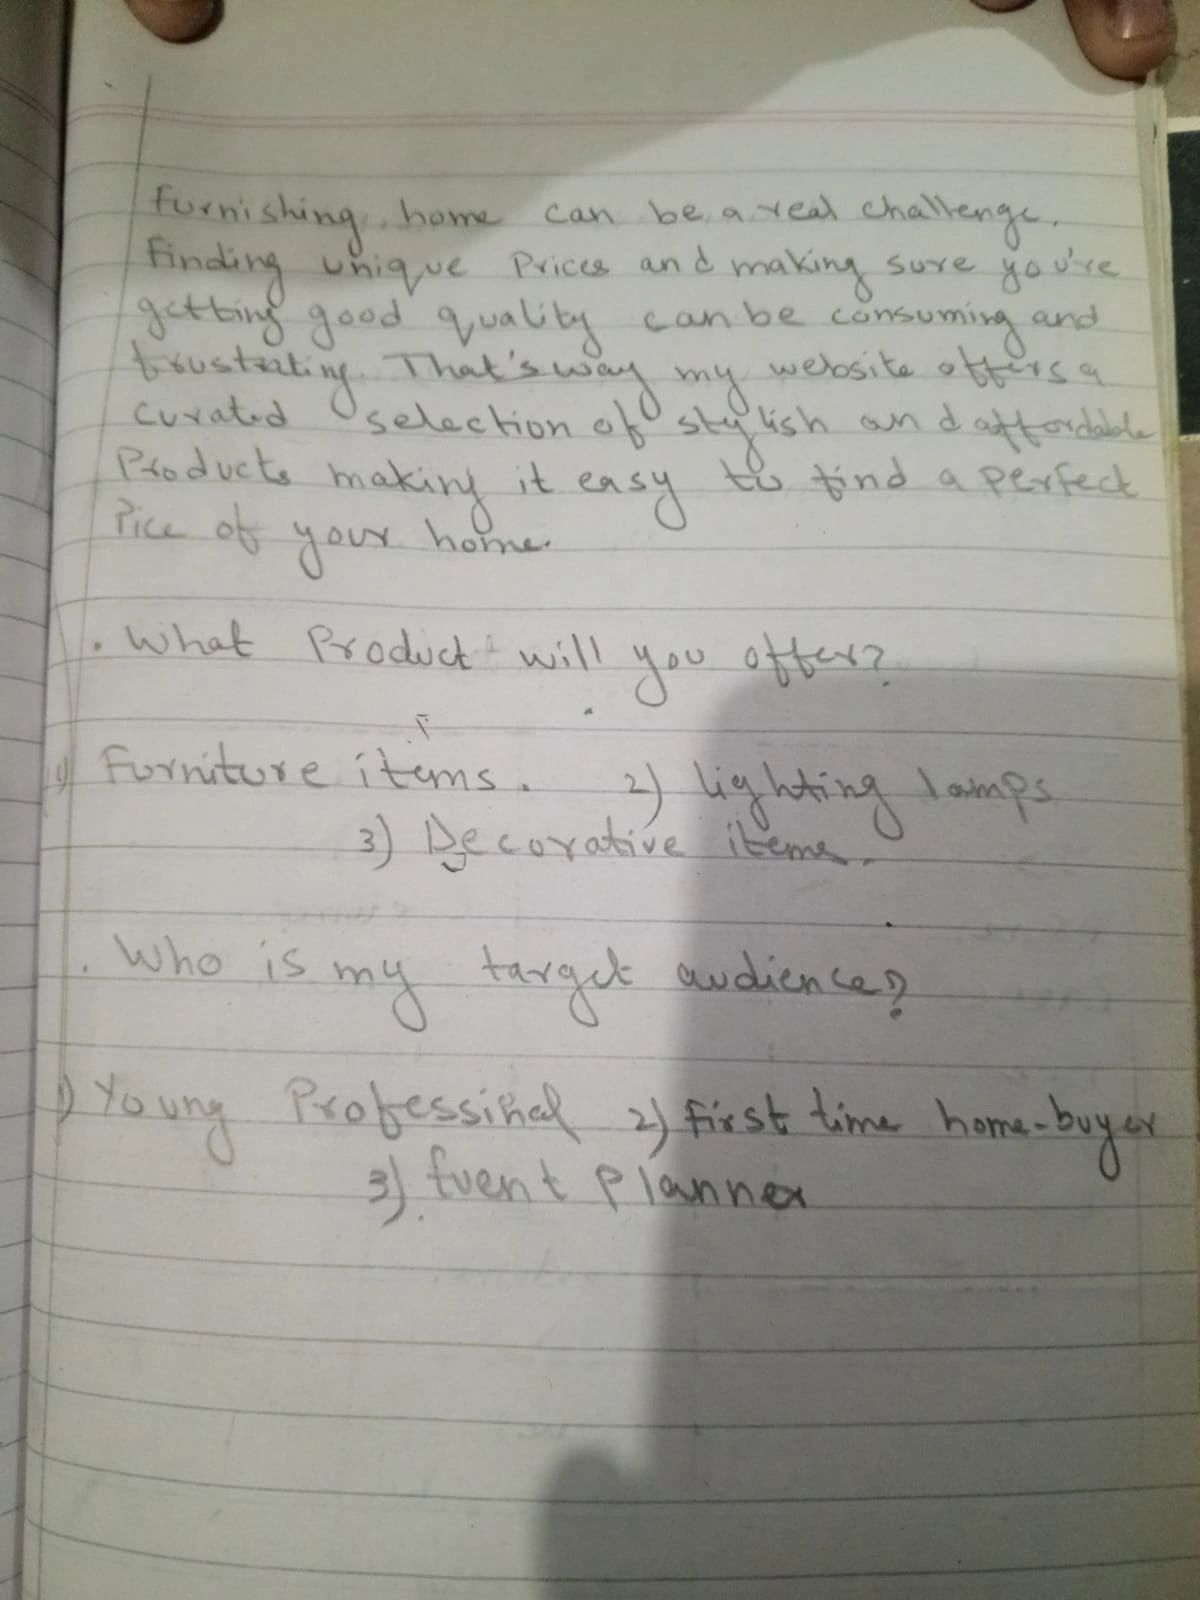 Furnishing home can be a real challenge.
Finding unique Prices and making sure you're
getting good quality can be consuming and
frustrating. That's way my website offers a
curated selection of stylish and affordable
Products making it easy to find a perfect
Pice of your home.
. What Product will you offer?
1) Furniture items. 2) lighting lamps
3) Decorative items.
. Who is my target audience?
1) Young Professinal 2) First time home-buyer
3) Event Planner